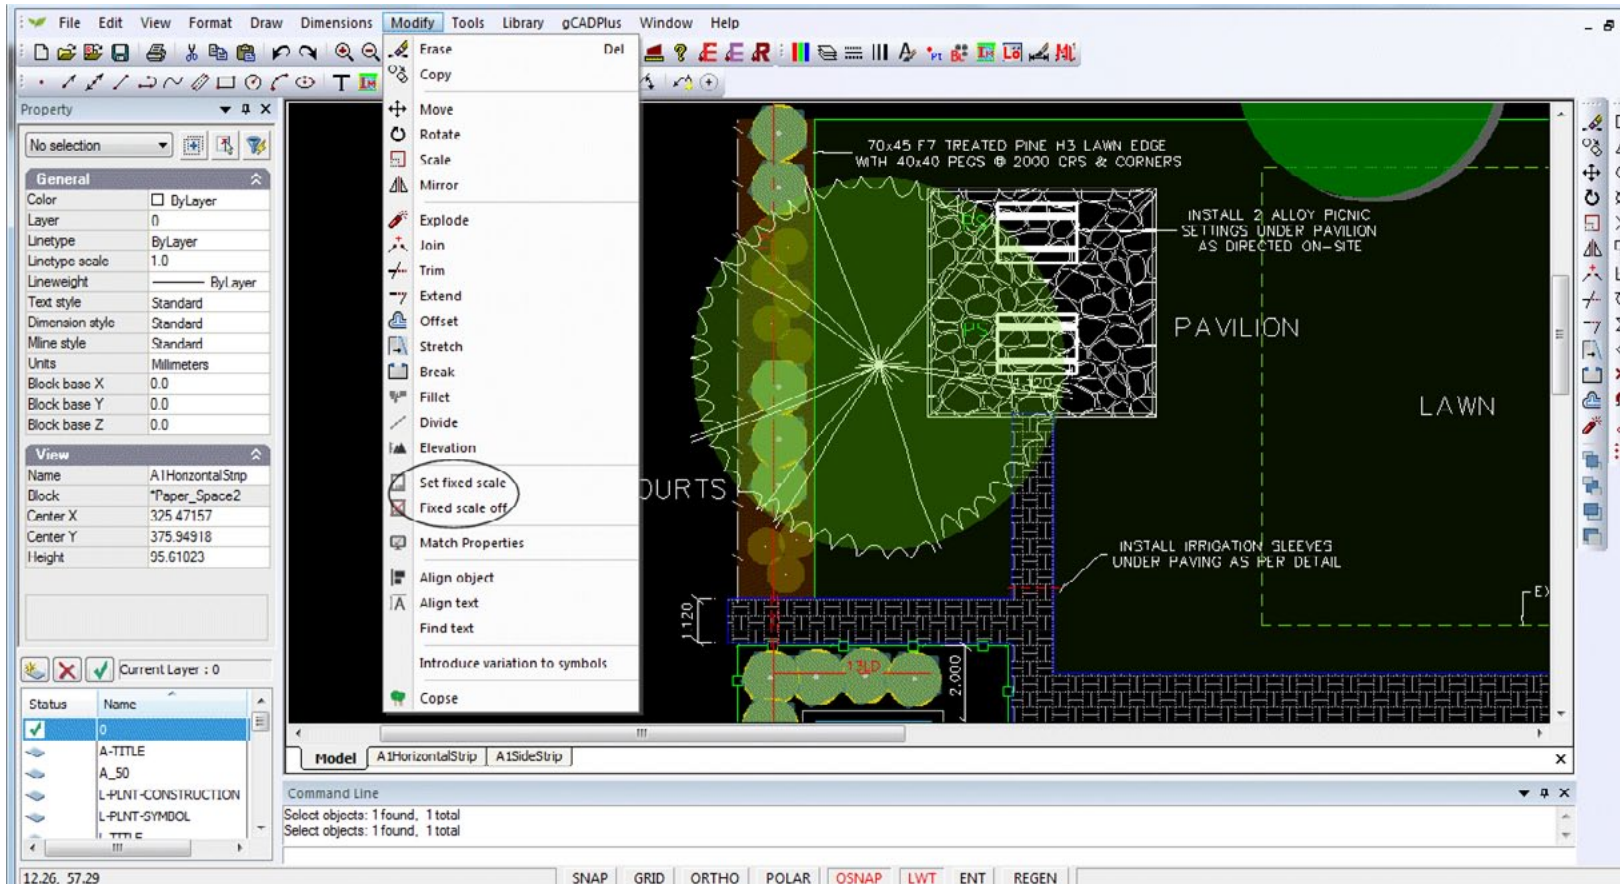 File Edit View Format Draw Dimensions Modify Tools Library gCADPlus Window Help
Property
No selection
General
Color ByLayer
Layer 0
Linetype ByLayer
Linetype scale 1.0
Lineweight ByLayer
Text style Standard
Dimension style Standard
Mline style Standard
Units Millimeters
Block base X 0.0
Block base Y 0.0
Block base Z 0.0
View
Name A1HorizontalStrip
Block *Paper_Space2
Center X 325.47157
Center Y 375.94918
Height 95.61023
Current Layer : 0
Status Name
0
A-TITLE
A_50
L-PLNT-CONSTRUCTION
L-PLNT-SYMBOL
L-TITLE
Erase Del
Copy
Move
Rotate
Scale
Mirror
Explode
Join
Trim
Extend
Offset
Stretch
Break
Fillet
Divide
Elevation
Set fixed scale
Fixed scale off
Match Properties
Align object
Align text
Find text
Introduce variation to symbols
Copse
70x45 F7 TREATED PINE H3 LAWN EDGE
WITH 40x40 PEGS @ 2000 CRS & CORNERS
INSTALL 2 ALLOY PICNIC
SETTINGS UNDER PAVILION
AS DIRECTED ON-SITE
PS
PS
PAVILION
LAWN
OURTS
INSTALL IRRIGATION SLEEVES
UNDER PAVING AS PER DETAIL
EX
1.120
1120
13LD
2.000
Model A1HorizontalStrip A1SideStrip
Command Line
Select objects: 1 found, 1 total
Select objects: 1 found, 1 total
12.26, 57.29 SNAP GRID ORTHO POLAR OSNAP LWT ENT REGEN